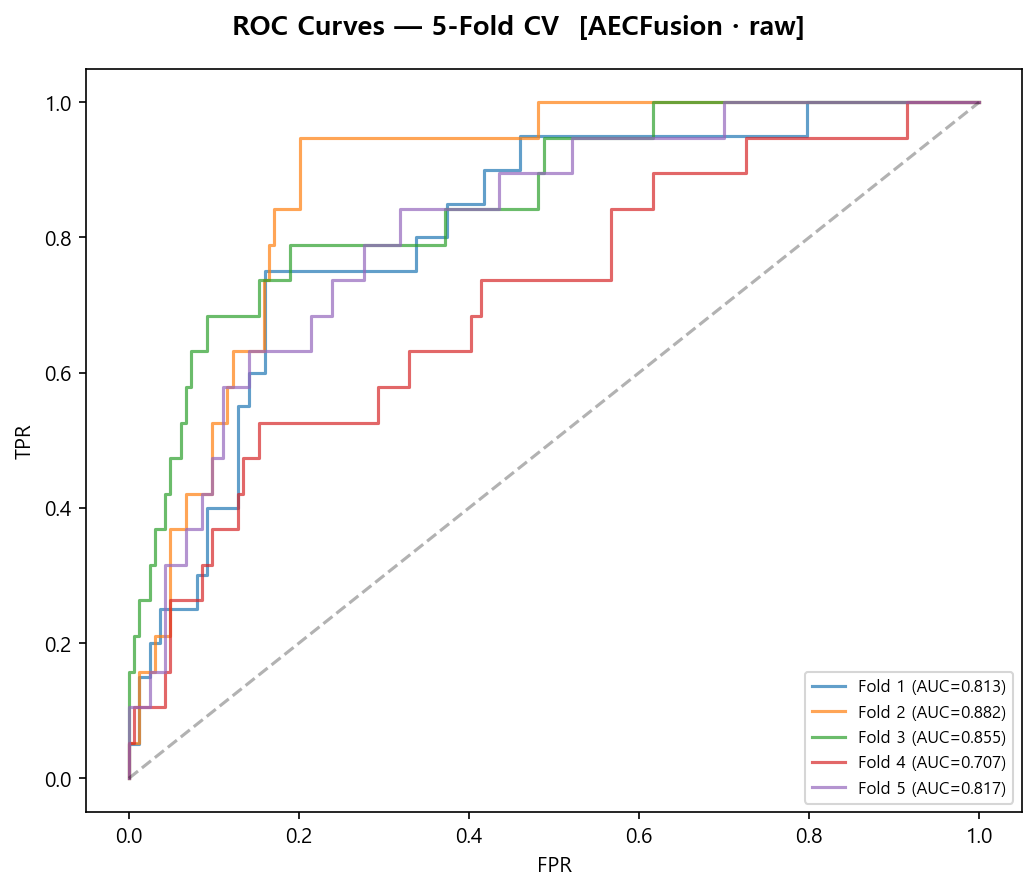 ROC Curves — 5-Fold CV  [AECFusion · raw]
1.0
0.8
0.6
0.4
0.2
0.0
TPR
0.0 0.2 0.4 0.6 0.8 1.0
FPR
Fold 1 (AUC=0.813)
Fold 2 (AUC=0.882)
Fold 3 (AUC=0.855)
Fold 4 (AUC=0.707)
Fold 5 (AUC=0.817)